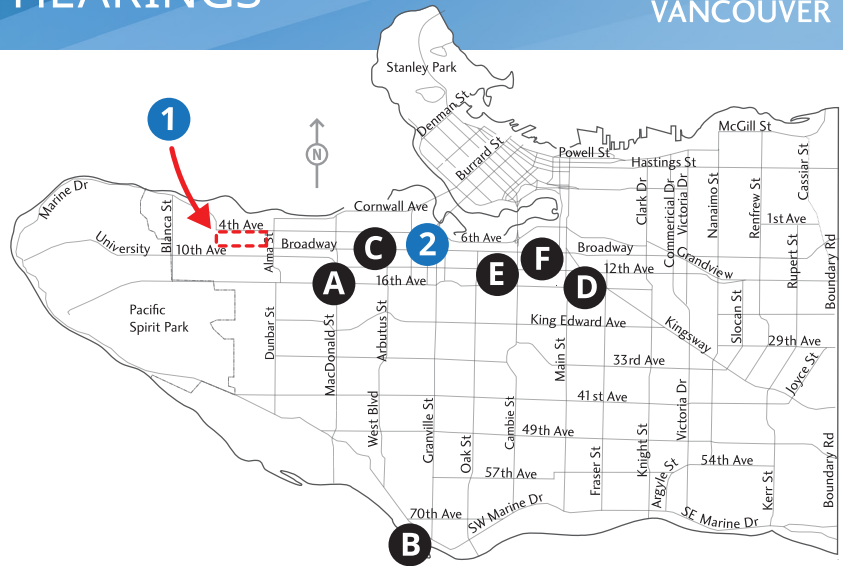 HEARINGS
VANCOUVER
Stanley Park
Denman St.
Burrard St
1
N
McGill St
Powell St
Hastings St
Marine Dr
Blanca St
Cornwall Ave
Clark Dr
Commericial Dr
Victoria Dr
Nanaimo St
Renfrew St
Cassiar St
4th Ave
1st Ave
University
10th Ave
Alma St
Broadway
C
2
6th Ave
F
Broadway
Grandview
Rupert St
Boundary Rd
A
16th Ave
E
D
12th Ave
Pacific
Spirit Park
Dunbar St
MacDonald St
Arbutus St
King Edward Ave
Kingsway
Slocan St
29th Ave
Main St
33rd Ave
Joyce St
41st Ave
West Blvd
Granville St
Oak St
Cambie St
49th Ave
Fraser St
Knight St
Victoria Dr
Argyle St
54th Ave
Kerr St
Boundary Rd
57th Ave
70th Ave
SW Marine Dr
SE Marine Dr
B